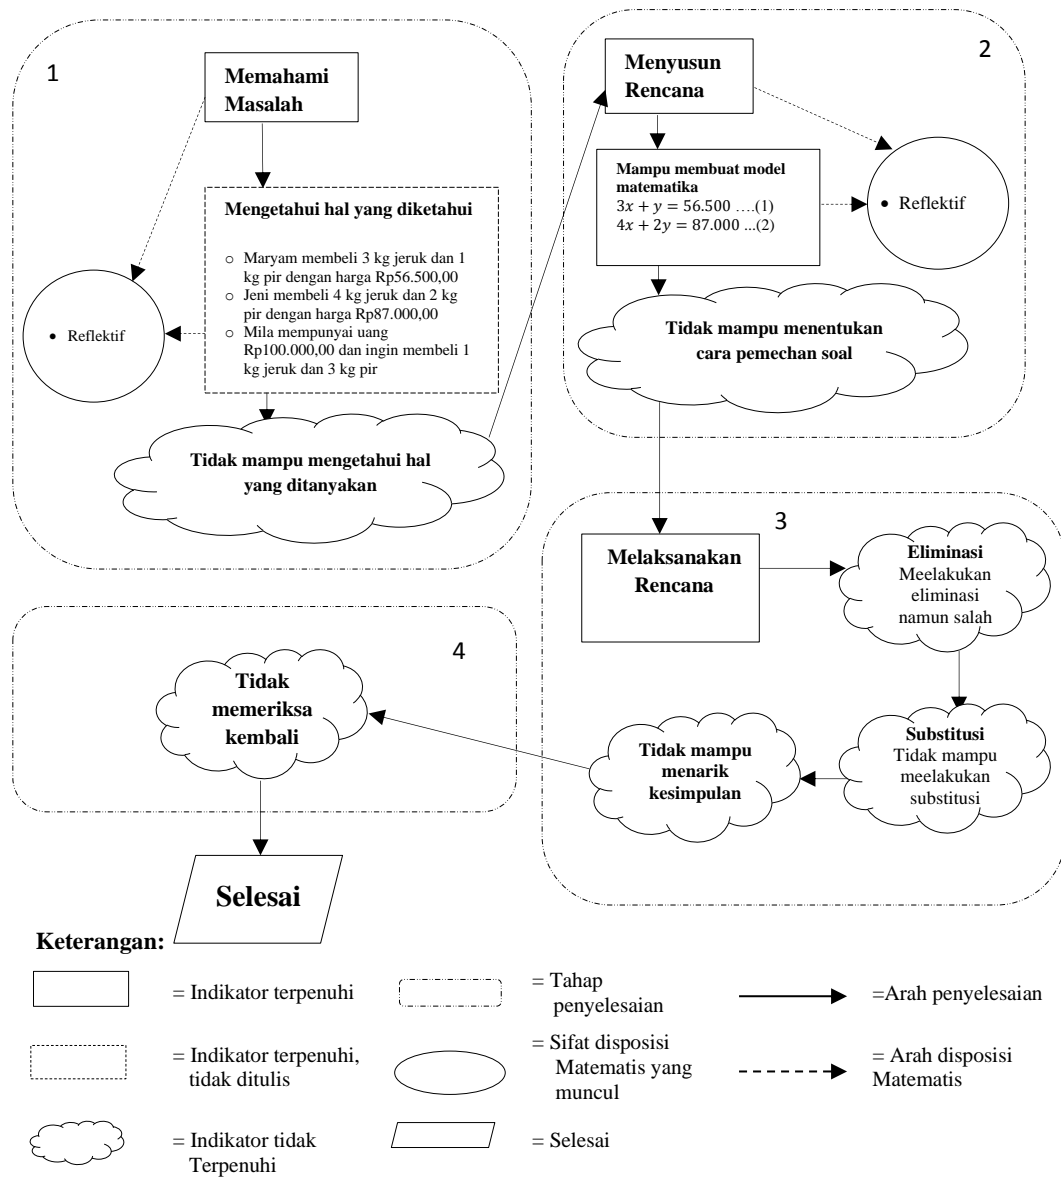 1
Memahami
Masalah
Mengetahui hal yang diketahui
o Maryam membeli 3 kg jeruk dan 1
kg pir dengan harga Rp56.500,00
o Jeni membeli 4 kg jeruk dan 2 kg
pir dengan harga Rp87.000,00
o Mila mempunyai uang
Rp100.000,00 dan ingin membeli 1
kg jeruk dan 3 kg pir
• Reflektif
Tidak mampu mengetahui hal
yang ditanyakan
2
Menyusun
Rencana
Mampu membuat model
matematika
3x + y = 56.500 ….(1)
4x + 2y = 87.000 ...(2)
• Reflektif
Tidak mampu menentukan
cara pemechan soal
3
Melaksanakan
Rencana
Eliminasi
Meelakukan
eliminasi
namun salah
Substitusi
Tidak mampu
meelakukan
substitusi
Tidak mampu
menarik
kesimpulan
4
Tidak
memeriksa
kembali
Selesai
Keterangan:
= Indikator terpenuhi
= Indikator terpenuhi,
tidak ditulis
= Indikator tidak
Terpenuhi
= Tahap
penyelesaian
= Sifat disposisi
Matematis yang
muncul
= Selesai
=Arah penyelesaian
= Arah disposisi
Matematis